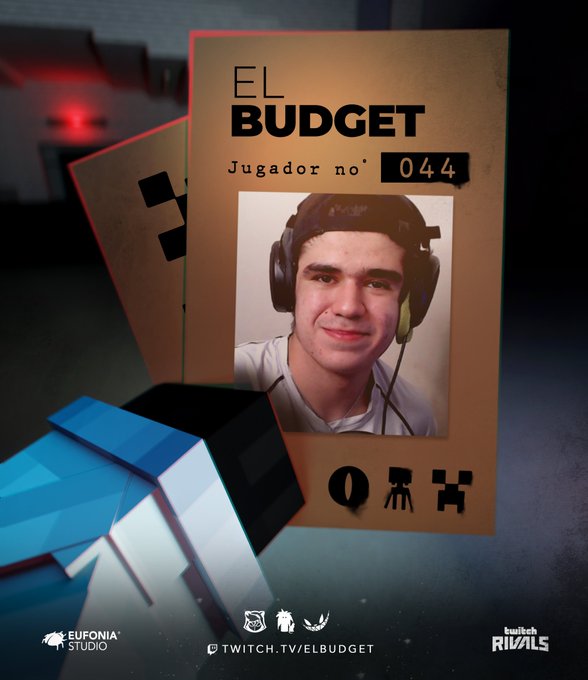 EL
BUDGET
Jugador no° 044
EUFONIA®
STUDIO
TWITCH.TV/ELBUDGET
twitch
RIVALS